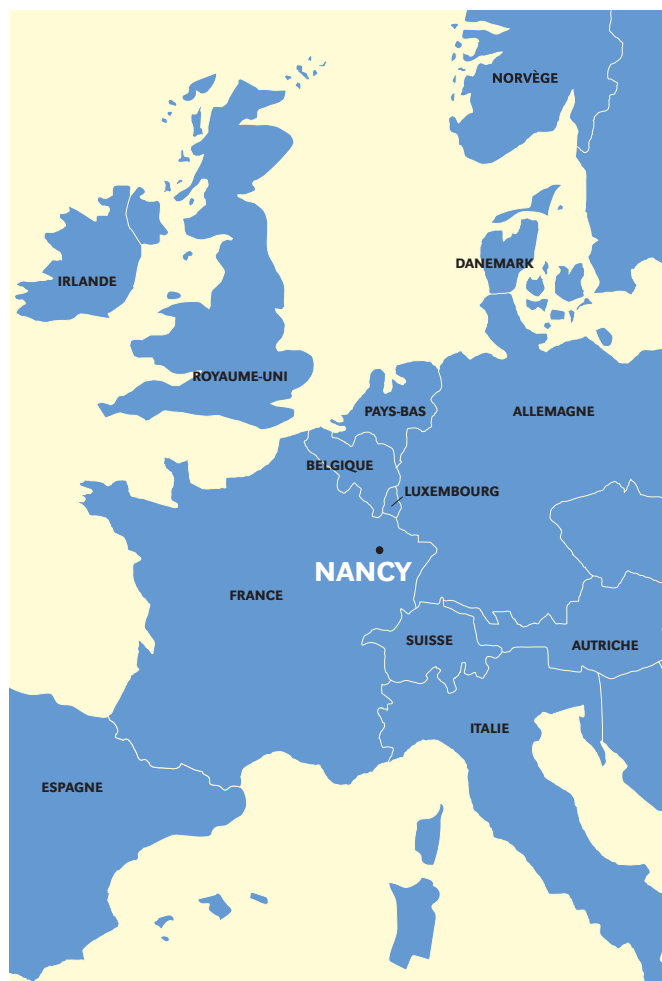 NORVÈGE
DANEMARK
IRLANDE
ROYAUME-UNI
PAYS-BAS
ALLEMAGNE
BELGIQUE
LUXEMBOURG
NANCY
FRANCE
SUISSE
AUTRICHE
ITALIE
ESPAGNE